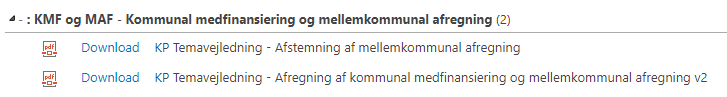 - : KMF og MAF - Kommunal medfinansiering og mellemkommunal afregning (2)
pdf Download KP Temavejledning - Afstemning af mellemkommunal afregning
pdf Download KP Temavejledning - Afregning af kommunal medfinansiering og mellemkommunal afregning v2